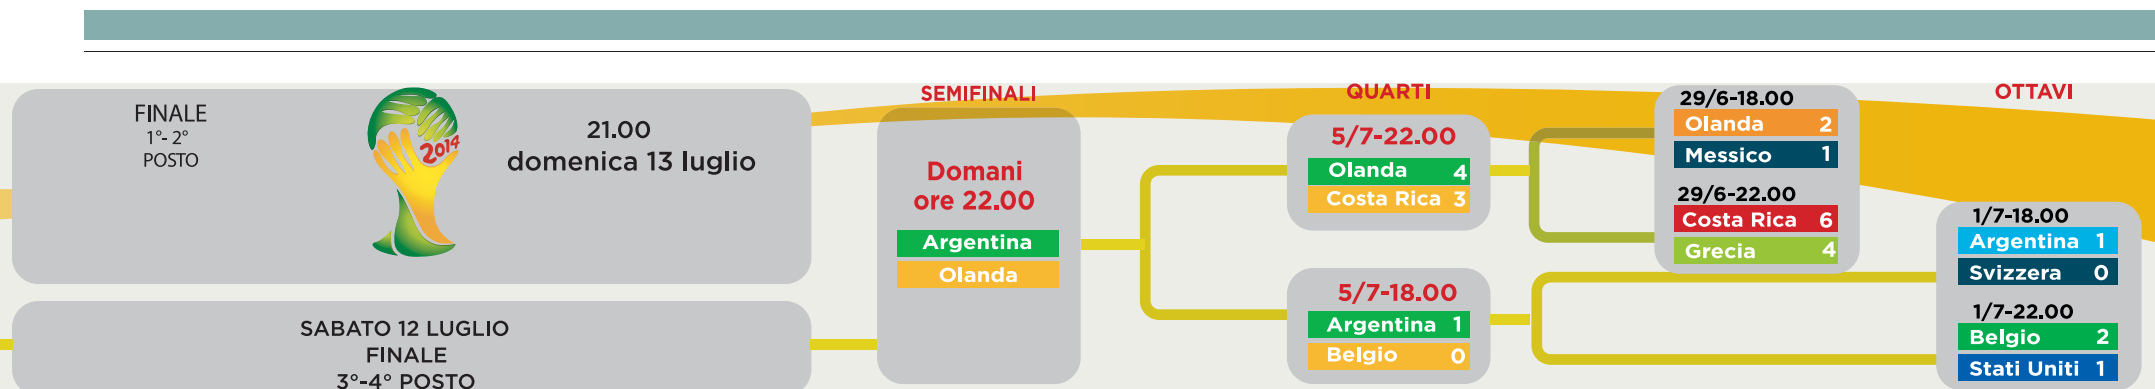 FINALE
1°- 2°
POSTO
2014
21.00
domenica 13 luglio
SABATO 12 LUGLIO
FINALE
3°-4° POSTO
SEMIFINALI
Domani
ore 22.00
Argentina
Olanda
QUARTI
5/7-22.00
Olanda 4
Costa Rica 3
5/7-18.00
Argentina 1
Belgio 0
29/6-18.00
Olanda 2
Messico 1
29/6-22.00
Costa Rica 6
Grecia 4
OTTAVI
1/7-18.00
Argentina 1
Svizzera 0
1/7-22.00
Belgio 2
Stati Uniti 1